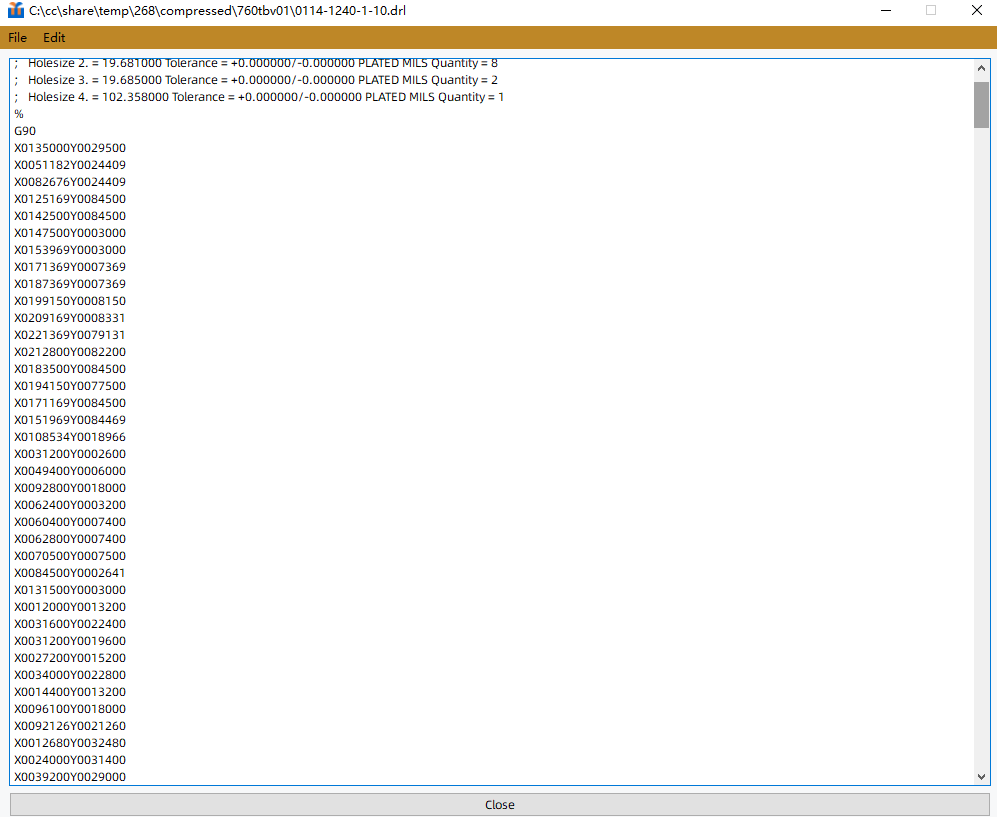 C:\cc\share\temp\268\compressed\760tbv01\0114-1240-1-10.drl
File Edit
; Holesize 2. = 19.681000 Tolerance = +0.000000/-0.000000 PLATED MILS Quantity = 8
; Holesize 3. = 19.685000 Tolerance = +0.000000/-0.000000 PLATED MILS Quantity = 2
; Holesize 4. = 102.358000 Tolerance = +0.000000/-0.000000 PLATED MILS Quantity = 1
%
G90
X0135000Y0029500
X0051182Y0024409
X0082676Y0024409
X0125169Y0084500
X0142500Y0084500
X0147500Y0003000
X0153969Y0003000
X0171369Y0007369
X0187369Y0007369
X0199150Y0008150
X0209169Y0008331
X0221369Y0079131
X0212800Y0082200
X0183500Y0084500
X0194150Y0077500
X0171169Y0084500
X0151969Y0084469
X0108534Y0018966
X0031200Y0002600
X0049400Y0006000
X0092800Y0018000
X0062400Y0003200
X0060400Y0007400
X0062800Y0007400
X0070500Y0007500
X0084500Y0002641
X0131500Y0003000
X0012000Y0013200
X0031600Y0022400
X0031200Y0019600
X0027200Y0015200
X0034000Y0022800
X0014400Y0013200
X0096100Y0018000
X0092126Y0021260
X0012680Y0032480
X0024000Y0031400
X0039200Y0029000
Close